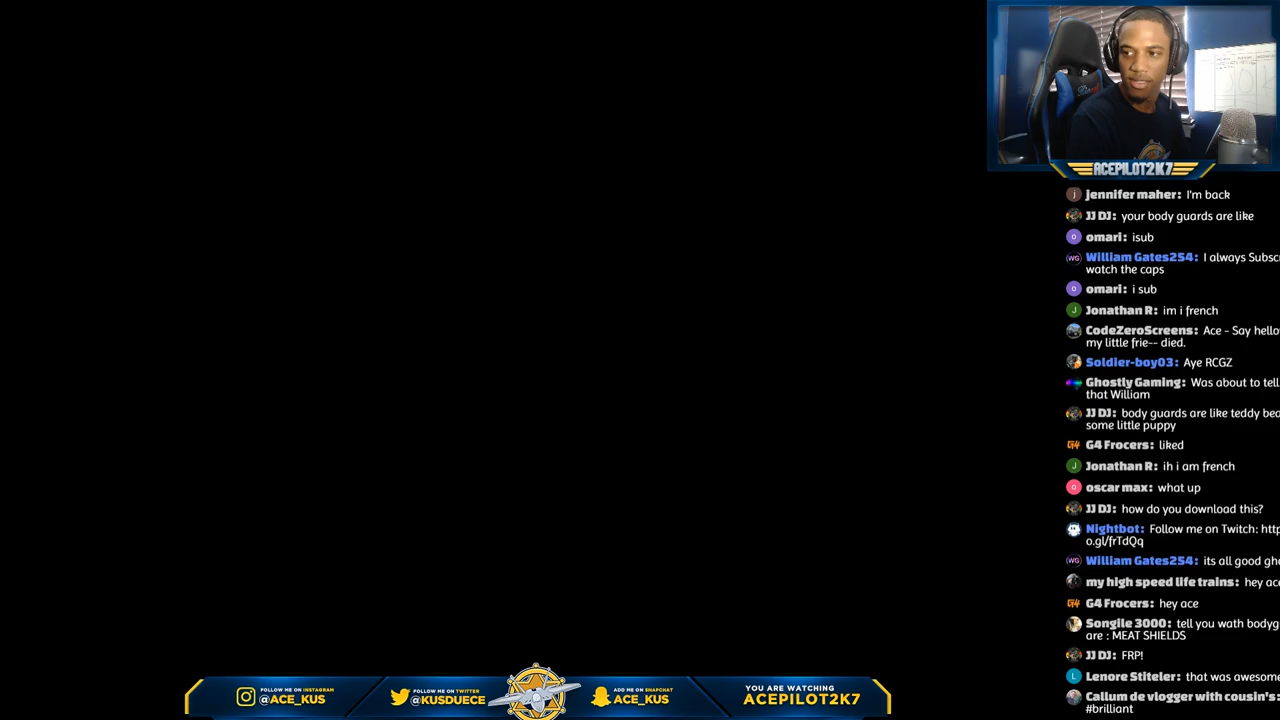 ACEPILOT2K7
jennifer maher: I'm back
JJ DJ: your body guards are like
omari: isub
William Gates254: I always Subscr
watch the caps
omari: i sub
Jonathan R: im i french
CodeZeroScreens: Ace - Say hello
my little frie-- died.
Soldier-boy03: Aye RCGZ
Ghostly Gaming: Was about to tell
that William
JJ DJ: body guards are like teddy bea
some little puppy
G4 Frocers: liked
Jonathan R: ih i am french
oscar max: what up
JJ DJ: how do you download this?
Nightbot: Follow me on Twitch: http
o.gl/frTdQq
William Gates254: its all good gho
my high speed life trains: hey ace
G4 Frocers: hey ace
Songile 3000: tell you wath bodyg
are : MEAT SHIELDS
JJ DJ: FRP!
Lenore Stiteler: that was awesome
Callum de vlogger with cousin's:
#brilliant
FOLLOW ME ON INSTAGRAM
@ACE_KUS
FOLLOW ME ON TWITTER
@KUSDUECE
ADD ME ON SNAPCHAT
ACE_KUS
YOU ARE WATCHING
ACEPILOT2K7